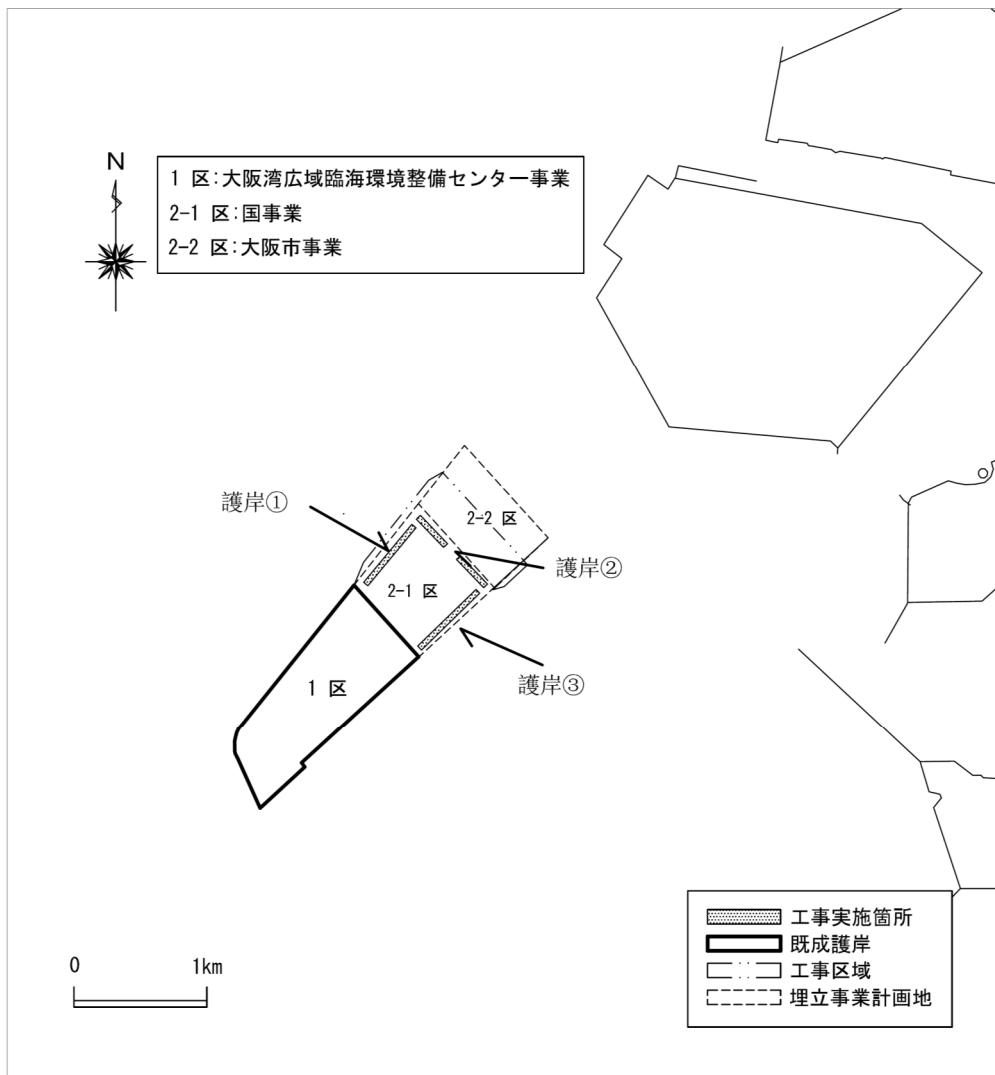 N
1 区:大阪湾広域臨海環境整備センター事業
2-1 区:国事業
2-2 区:大阪市事業
護岸①
2-2 区
護岸②
2-1 区
護岸③
1 区
0 1km
工事実施箇所
既成護岸
工事区域
埋立事業計画地